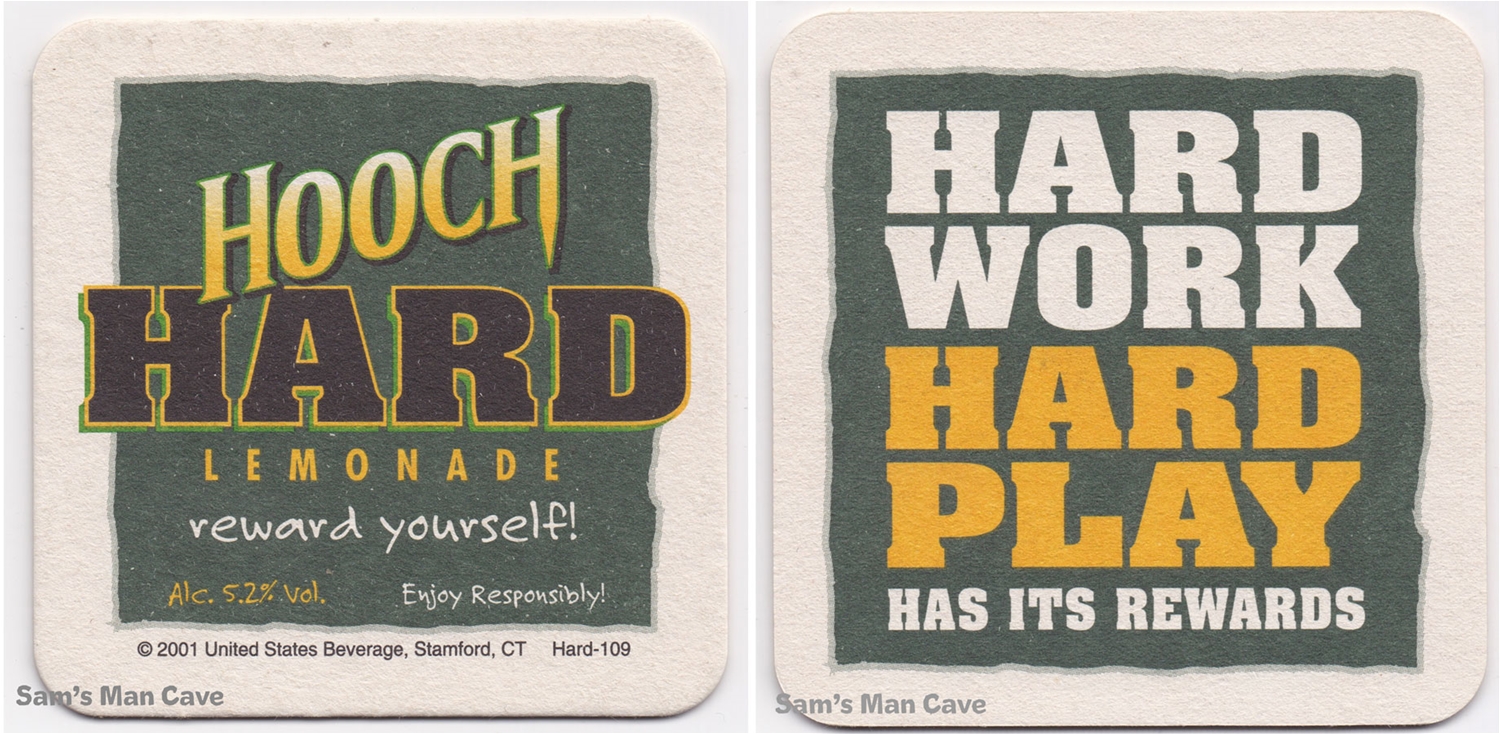 HOOCH
HARD
LEMONADE
reward yourself!
Alc. 5.2% Vol.
Enjoy Responsibly!
© 2001 United States Beverage, Stamford, CT Hard-109
Sam's Man Cave
HARD
WORK
HARD
PLAY
HAS ITS REWARDS
Sam's Man Cave